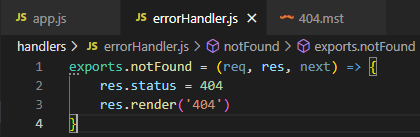 JS app.js JS errorHandler.js × 404.mst
handlers > JS errorHandler.js > notFound > exports.notFound
1 exports.notFound = (req, res, next) => {
2 res.status = 404
3 res.render('404')
4 }